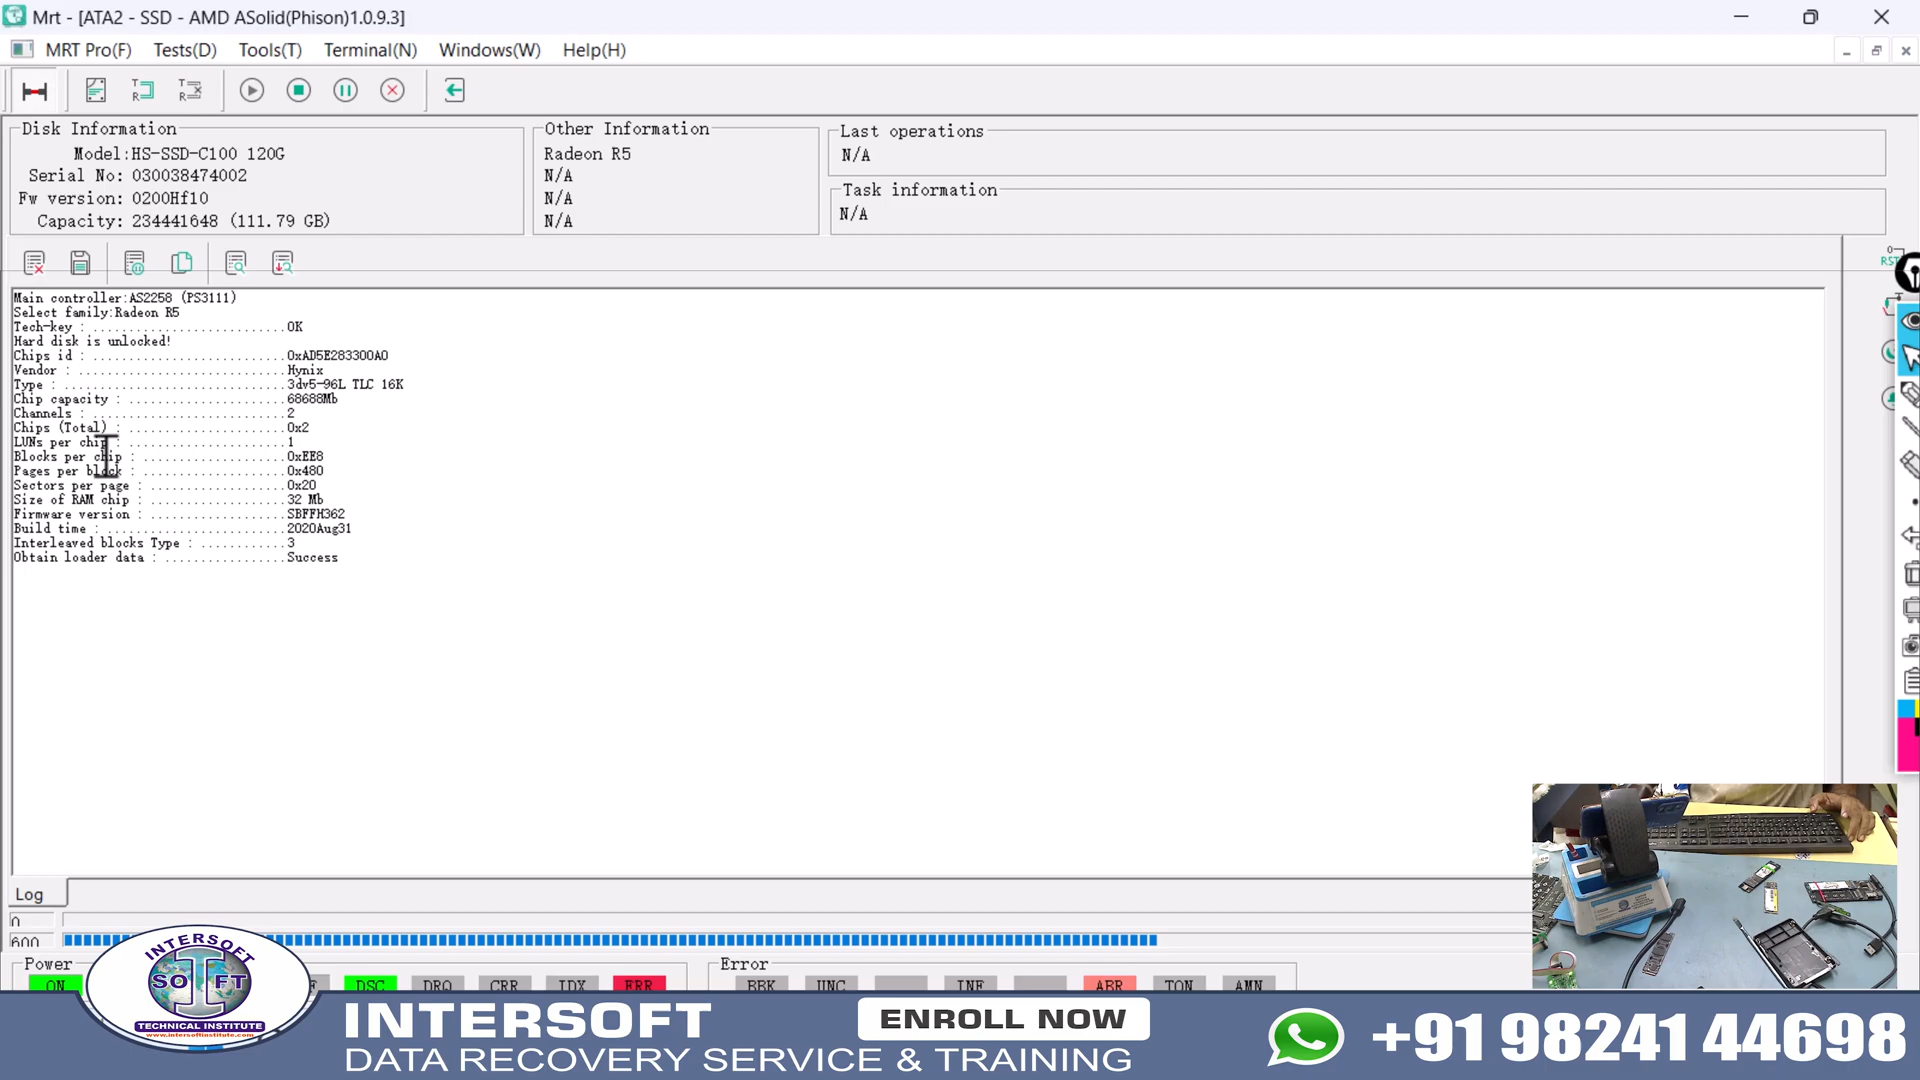 Mrt - [ATA2 - SSD - AMD ASolid(Phison)1.0.9.3]
MRT Pro(F) Tests(D) Tools(T) Terminal(N) Windows(W) Help(H)
Disk Information
Model:HS-SSD-C100 120G
Serial No: 030038474002
Fw version: 0200Hf10
Capacity: 234441648 (111.79 GB)
Other Information
Radeon R5
N/A
N/A
N/A
Last operations
N/A
Task information
N/A
Main controller:AS2258 (PS3111)
Select family:Radeon R5
Tech-key : ........................... OK
Hard disk is unlocked!
Chips id : ........................... 0xAD5E283300A0
Vendor : ............................. Hynix
Type : ............................... 3dv5-96L TLC 16K
Chip capacity : ...................... 68688Mb
Channels : ........................... 2
Chips (Total) : ...................... 0x2
LUNs per chip : ...................... 1
Blocks per chip : .................... 0xEE8
Pages per block : .................... 0x480
Sectors per page : ................... 0x20
Size of RAM chip : ................... 32 Mb
Firmware version : ................... SBFFH362
Build time : ......................... 2020Aug31
Interleaved blocks Type : ............ 3
Obtain loader data : ................. Success
Log
0
600
Power
ON
DSC DRQ CRR IDX ERR
Error
BBK UNC INF ABR TON AMN
INTERSOFT
SOFT
TECHNICAL INSTITUTE
www.intersoftinstitute.com
INTERSOFT
DATA RECOVERY SERVICE & TRAINING
ENROLL NOW
+91 98241 44698